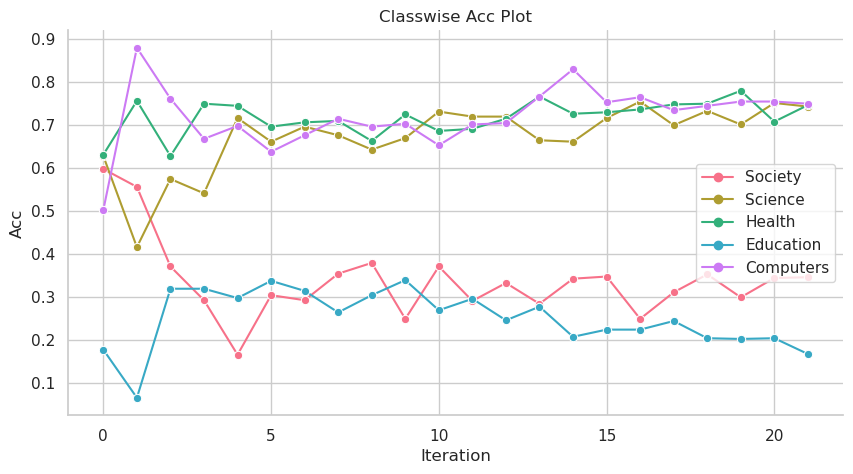 Classwise Acc Plot
0.9
0.8
0.7
0.6
0.5
0.4
0.3
0.2
0.1
Acc
Society
Science
Health
Education
Computers
0 5 10 15 20
Iteration